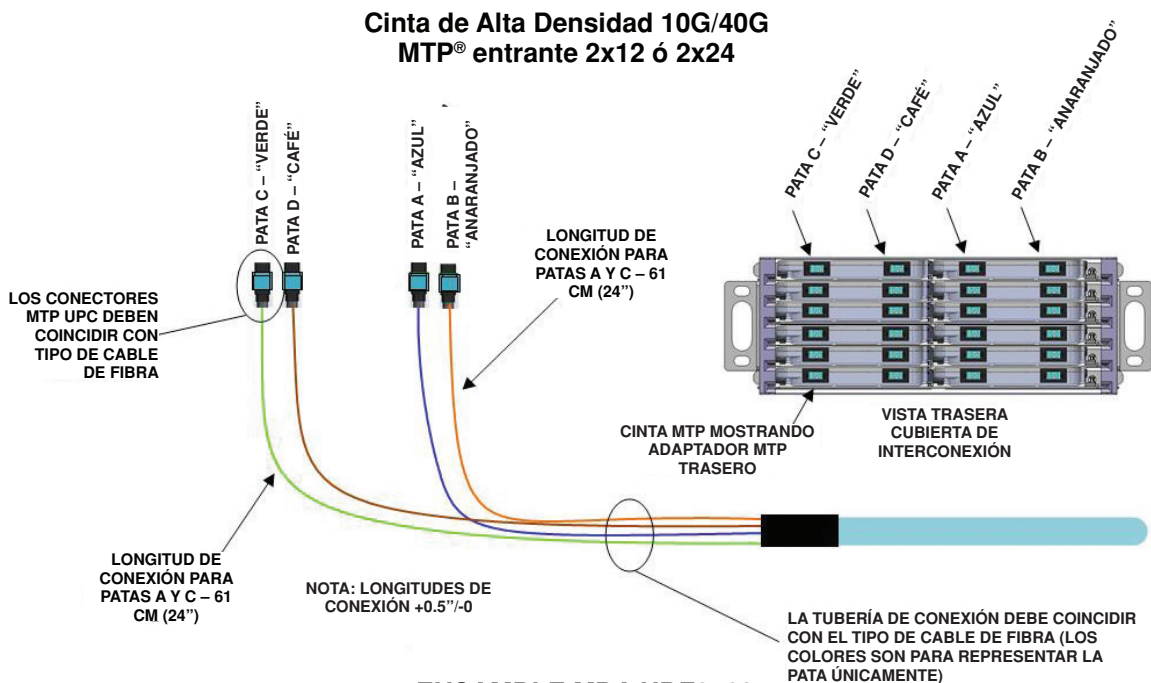 Cinta de Alta Densidad 10G/40G
MTP® entrante 2x12 ó 2x24
PATA C – “VERDE”
PATA D – “CAFÉ”
PATA A – “AZUL”
PATA B –
“ANARANJADO”
PATA C – “VERDE”
PATA D – “CAFÉ”
PATA A – “AZUL”
PATA B – “ANARANJADO”
LONGITUD DE
CONEXIÓN PARA
PATAS A Y C – 61
CM (24”)
LOS CONECTORES
MTP UPC DEBEN
COINCIDIR CON
TIPO DE CABLE
DE FIBRA
CINTA MTP MOSTRANDO
ADAPTADOR MTP
TRASERO
VISTA TRASERA
CUBIERTA DE
INTERCONEXIÓN
LONGITUD DE
CONEXIÓN PARA
PATAS A Y C – 61
CM (24”)
NOTA: LONGITUDES DE
CONEXIÓN +0.5”/-0
LA TUBERÍA DE CONEXIÓN DEBE COINCIDIR
CON EL TIPO DE CABLE DE FIBRA (LOS
COLORES SON PARA REPRESENTAR LA
PATA ÚNICAMENTE)